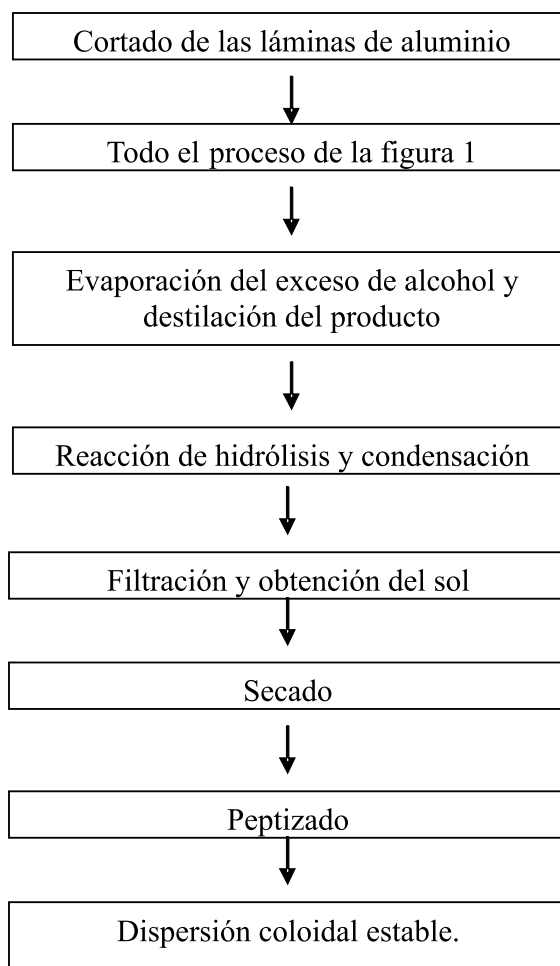 Cortado de las láminas de aluminio
Todo el proceso de la figura 1
Evaporación del exceso de alcohol y
destilación del producto
Reacción de hidrólisis y condensación
Filtración y obtención del sol
Secado
Peptizado
Dispersión coloidal estable.